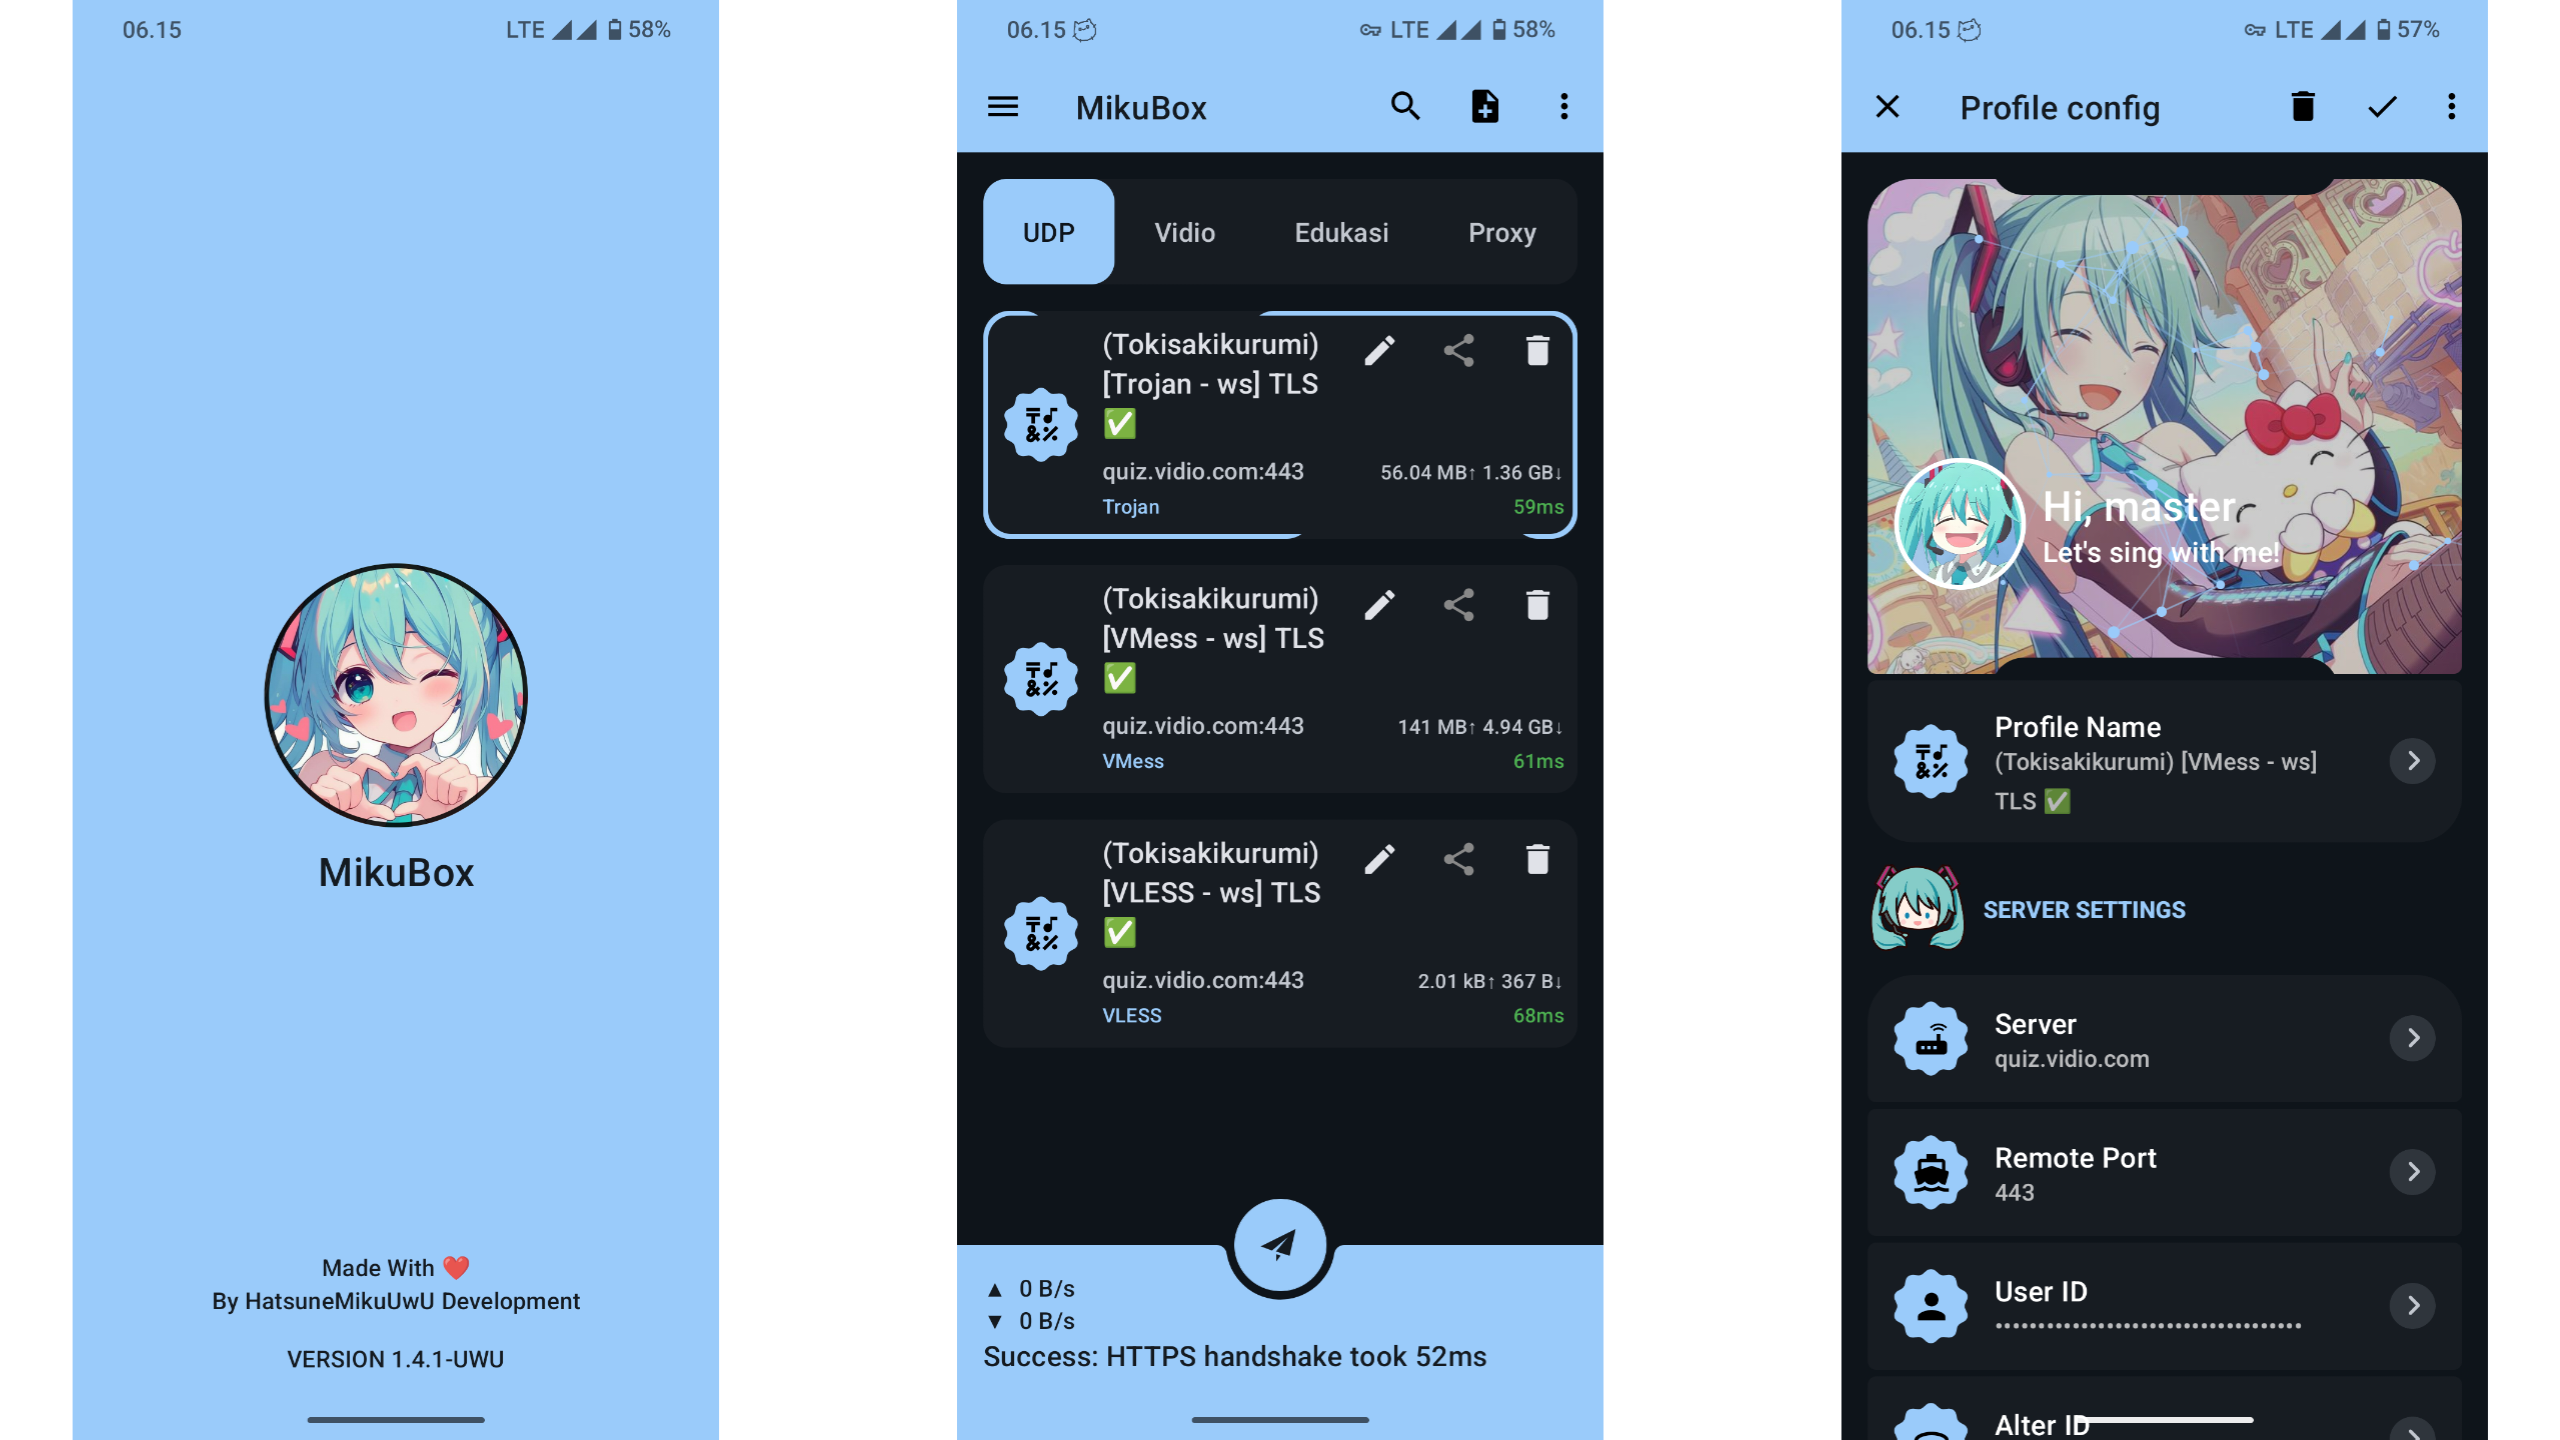 06.15
LTE 58%
MikuBox
Made With ❤️
By HatsuneMikuUwU Development
VERSION 1.4.1-UWU
06.15
LTE 58%
MikuBox
UDP
Vidio
Edukasi
Proxy
(Tokisakikurumi)
[Trojan - ws] TLS
✅
quiz.vidio.com:443
56.04 MB↑ 1.36 GB↓
Trojan
59ms
(Tokisakikurumi)
[VMess - ws] TLS
✅
quiz.vidio.com:443
141 MB↑ 4.94 GB↓
VMess
61ms
(Tokisakikurumi)
[VLESS - ws] TLS
✅
quiz.vidio.com:443
2.01 kB↑ 367 B↓
VLESS
68ms
▲ 0 B/s
▼ 0 B/s
Success: HTTPS handshake took 52ms
06.15
LTE 57%
Profile config
Hi, master
Let's sing with me!
Profile Name
(Tokisakikurumi) [VMess - ws]
TLS ✅
SERVER SETTINGS
Server
quiz.vidio.com
Remote Port
443
User ID
Alter ID